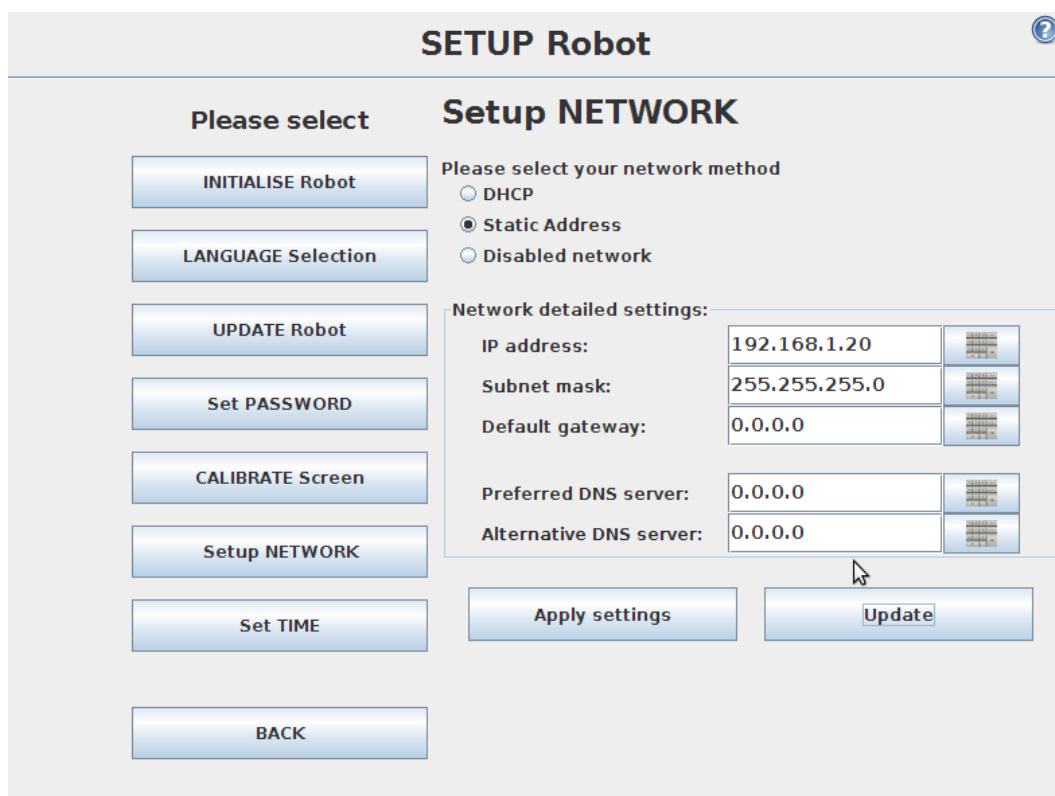 SETUP Robot
?
Please select
INITIALISE Robot
LANGUAGE Selection
UPDATE Robot
Set PASSWORD
CALIBRATE Screen
Setup NETWORK
Set TIME
BACK
Setup NETWORK
Please select your network method
DHCP
Static Address
Disabled network
Network detailed settings:
IP address: 192.168.1.20
Subnet mask: 255.255.255.0
Default gateway: 0.0.0.0
Preferred DNS server: 0.0.0.0
Alternative DNS server: 0.0.0.0
Apply settings Update